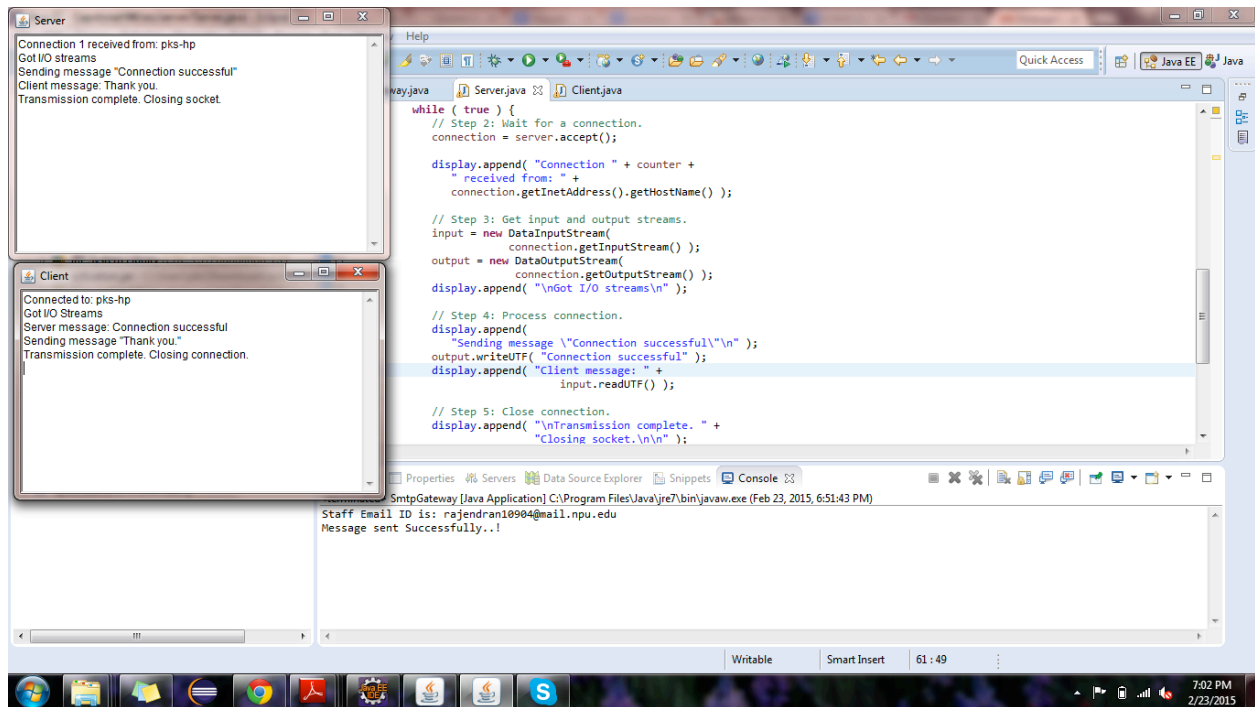 Server
Connection 1 received from: pks-hp
Got I/O streams
Sending message "Connection successful"
Client message: Thank you.
Transmission complete. Closing socket.
Client
Connected to: pks-hp
Got I/O Streams
Server message: Connection successful
Sending message "Thank you."
Transmission complete. Closing connection.
Help
Quick Access
Java EE
Java
way.java
Server.java
Client.java
while ( true ) {
// Step 2: Wait for a connection.
connection = server.accept();
display.append( "Connection " + counter +
" received from: " +
connection.getInetAddress().getHostName() );
// Step 3: Get input and output streams.
input = new DataInputStream(
connection.getInputStream() );
output = new DataOutputStream(
connection.getOutputStream() );
display.append( "\nGot I/O streams\n" );
// Step 4: Process connection.
display.append(
"Sending message \"Connection successful\"\n" );
output.writeUTF( "Connection successful" );
display.append( "Client message: " +
input.readUTF() );
// Step 5: Close connection.
display.append( "\nTransmission complete. " +
"Closing socket.\n\n" );
Properties
Servers
Data Source Explorer
Snippets
Console
SmtpGateway [Java Application] C:\Program Files\Java\jre7\bin\javaw.exe (Feb 23, 2015, 6:51:43 PM)
Staff Email ID is: rajendran10904@mail.npu.edu
Message sent Successfully..!
Writable
Smart Insert
61 : 49
Java EE
IDE
7:02 PM
2/23/2015